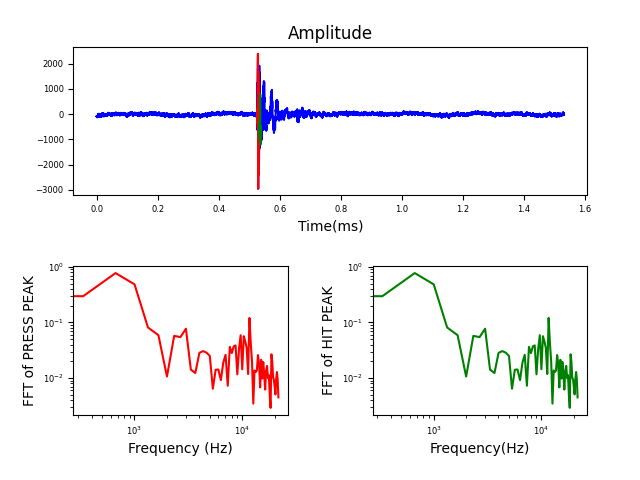 Amplitude
2000
1000
0
−1000
−2000
−3000
0.0 0.2 0.4 0.6 0.8 1.0 1.2 1.4 1.6
Time(ms)
FFT of PRESS PEAK
10⁰
10⁻¹
10⁻²
10³ 10⁴
Frequency (Hz)
FFT of HIT PEAK
10⁰
10⁻¹
10⁻²
10³ 10⁴
Frequency(Hz)